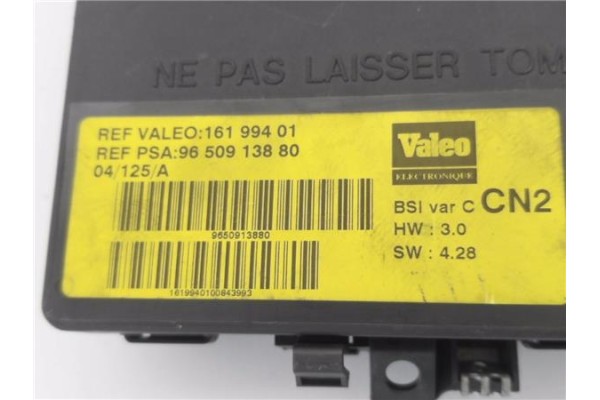 NE PAS LAISSER TOM
REF VALEO:161 994 01
REF PSA:96 509 138 80
04/125/A
9650913880
1619940100843993
Valeo
ELECTRONIQUE
BSI var C CN2
HW : 3.0
SW : 4.28